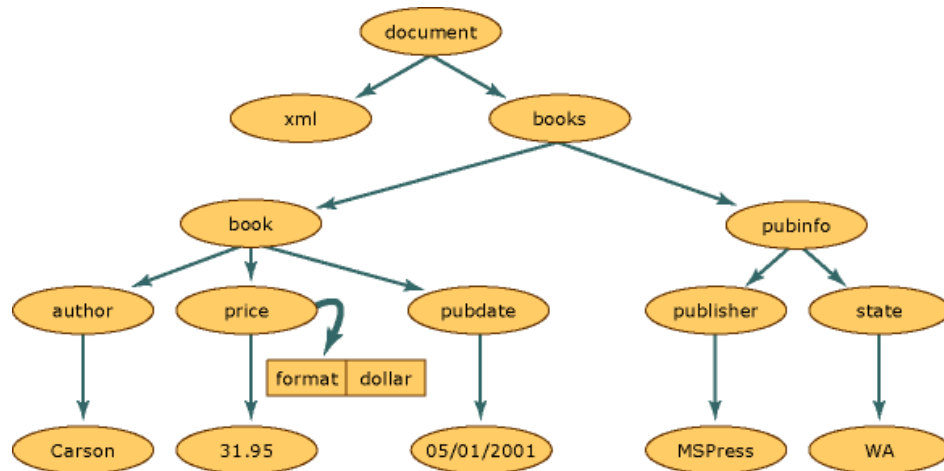 document
xml
books
book
pubinfo
author
price
pubdate
publisher
state
format dollar
Carson
31.95
05/01/2001
MSPress
WA